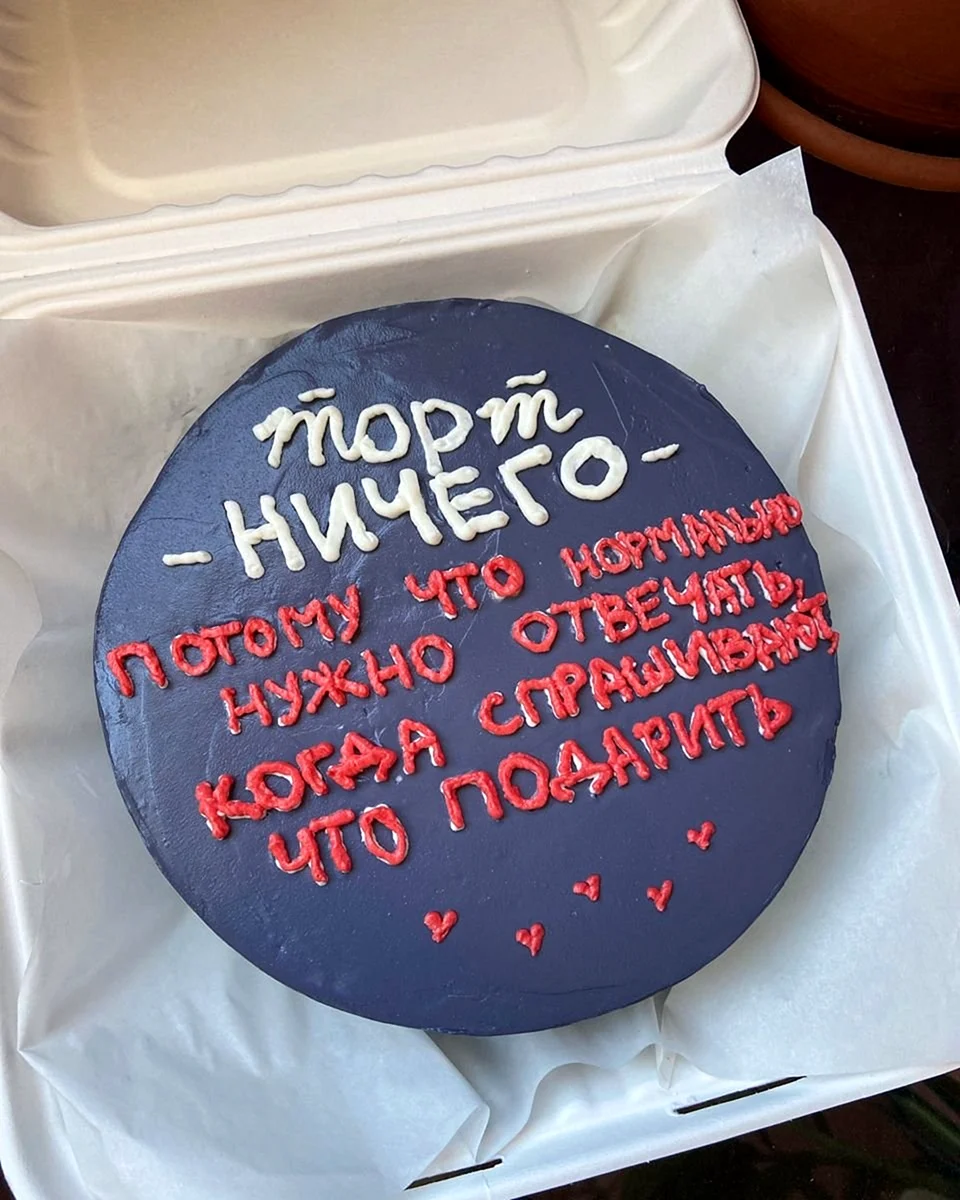 торт
-НИЧЕГО-
ПОТОМУ ЧТО НОРМАЛЬНО
НУЖНО ОТВЕЧАТЬ,
КОГДА СПРАШИВАЮТ,
ЧТО ПОДАРИТЬ